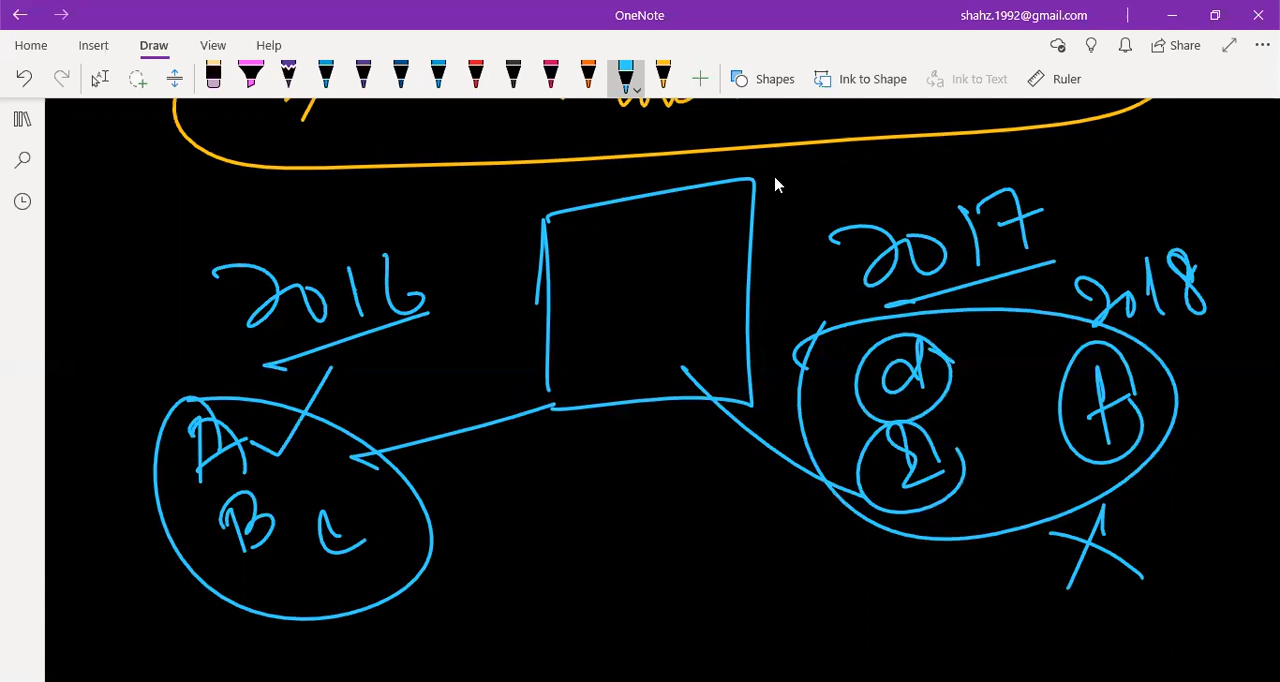 OneNote
shahz.1992@gmail.com
Home Insert Draw View Help
Share
Shapes
Ink to Shape
Ink to Text
Ruler
2016
2017
2018
A
B C
d
f
X